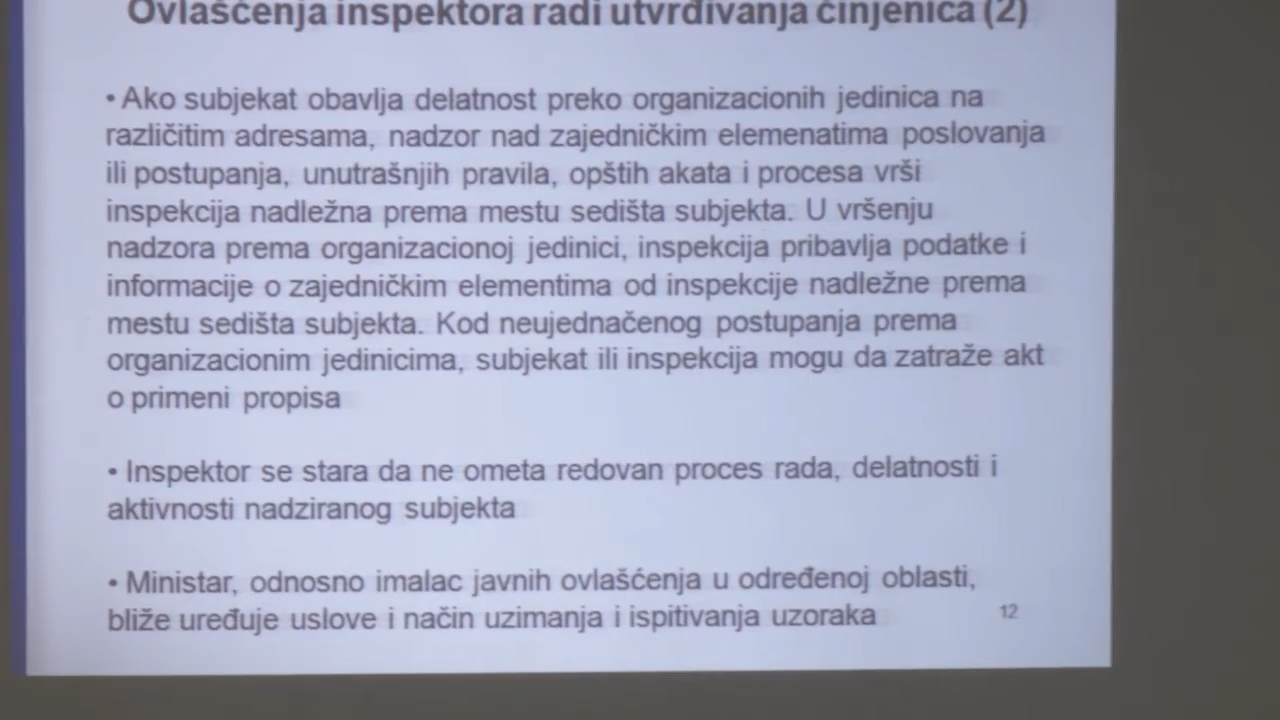 Ovlašćenja inspektora radi utvrđivanja činjenica (2)
• Ako subjekat obavlja delatnost preko organizacionih jedinica na
različitim adresama, nadzor nad zajedničkim elemenatima poslovanja
ili postupanja, unutrašnjih pravila, opštih akata i procesa vrši
inspekcija nadležna prema mestu sedišta subjekta. U vršenju
nadzora prema organizacionoj jedinici, inspekcija pribavlja podatke i
informacije o zajedničkim elementima od inspekcije nadležne prema
mestu sedišta subjekta. Kod neujednačenog postupanja prema
organizacionim jedinicima, subjekat ili inspekcija mogu da zatraže akt
o primeni propisa
• Inspektor se stara da ne ometa redovan proces rada, delatnosti i
aktivnosti nadziranog subjekta
• Ministar, odnosno imalac javnih ovlašćenja u određenoj oblasti,
bliže uređuje uslove i način uzimanja i ispitivanja uzoraka
12